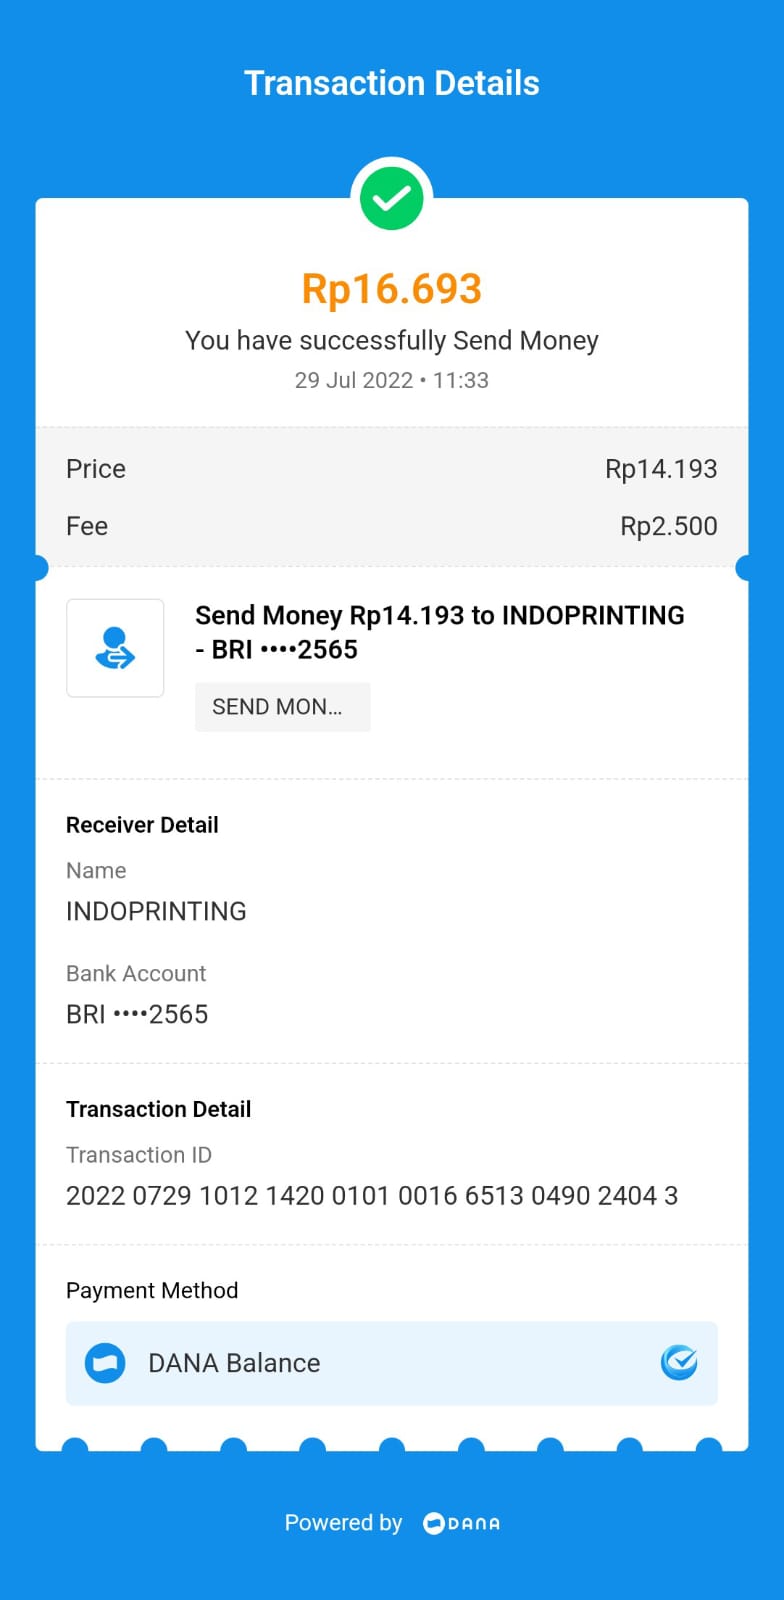 Transaction Details
Rp16.693
You have successfully Send Money
29 Jul 2022 • 11:33
Price Rp14.193
Fee Rp2.500
Send Money Rp14.193 to INDOPRINTING
- BRI ••••2565
SEND MON...
Receiver Detail
Name
INDOPRINTING
Bank Account
BRI ••••2565
Transaction Detail
Transaction ID
2022 0729 1012 1420 0101 0016 6513 0490 2404 3
Payment Method
DANA Balance
Powered by DANA